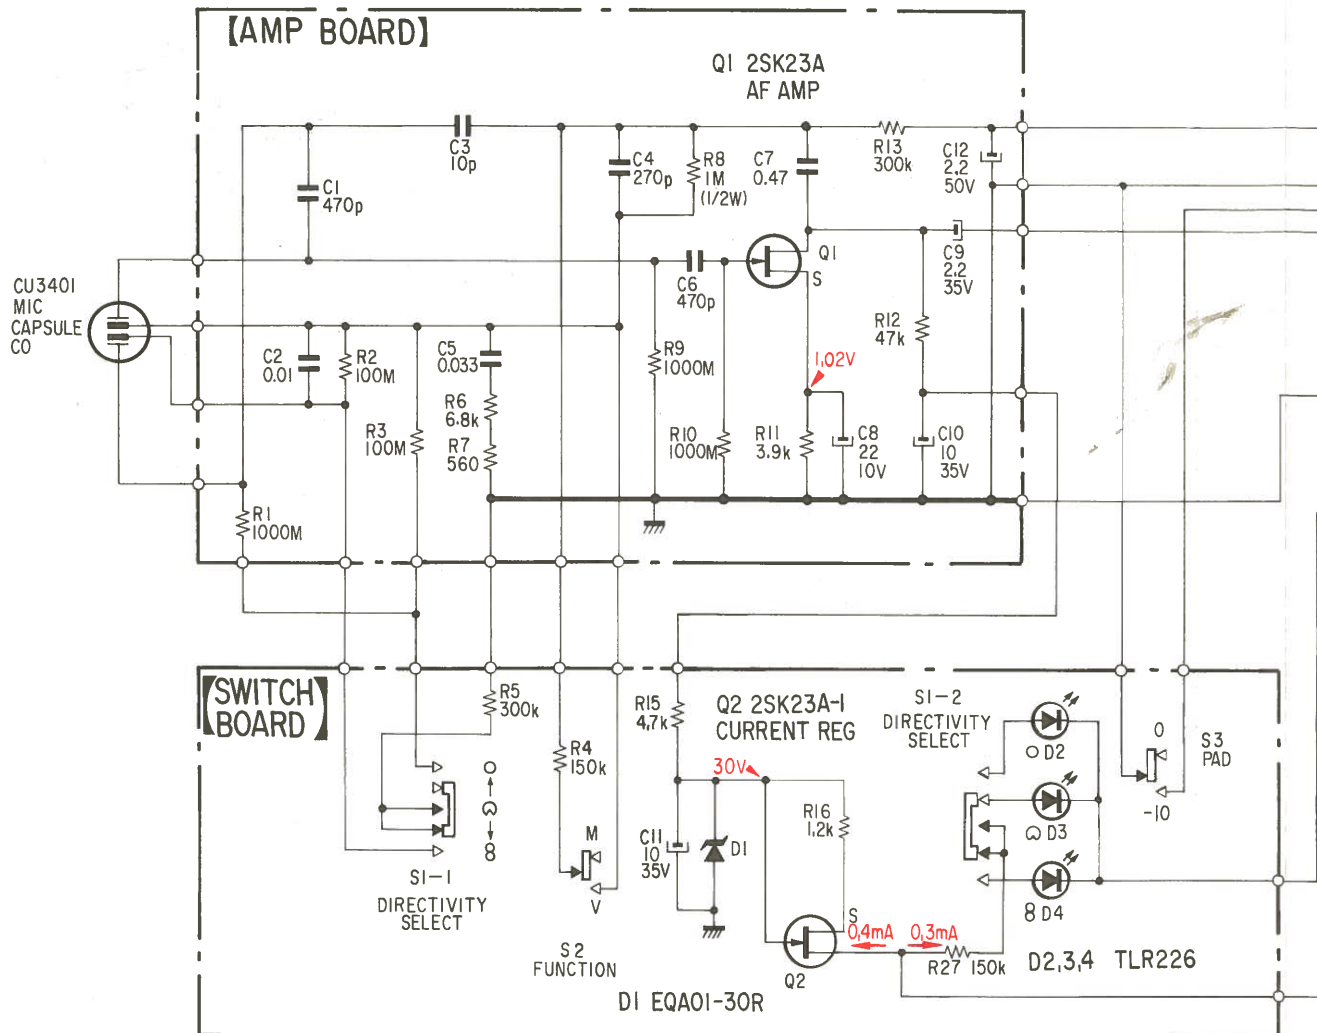 【AMP BOARD】
Q1 2SK23A
AF AMP
C3
10p
C1
470p
C4
270p
R8
1M
(1/2W)
C7
0.47
R13
300k
C12
2.2
50V
Q1
S
C9
2.2
35V
C6
470p
CU3401
MIC
CAPSULE
CO
C2
0.01
R2
100M
C5
0.033
R9
1000M
R12
47k
1.02V
R6
6.8k
R3
100M
R7
560
R10
1000M
R11
3.9k
C8
22
10V
C10
10
35V
R1
1000M
【SWITCH
BOARD】
R5
300k
R15
4.7k
Q2 2SK23A-1
CURRENT REG
S1-2
DIRECTIVITY
SELECT
D2
0
S3
PAD
R4
150k
30V
R16
1.2k
D3
-10
M
C11
10
35V
D1
S1-1
DIRECTIVITY
SELECT
V
8 D4
S
0.4mA
0.3mA
S2
FUNCTION
Q2
R27 150k
D2,3,4 TLR226
D1 EQA01-30R